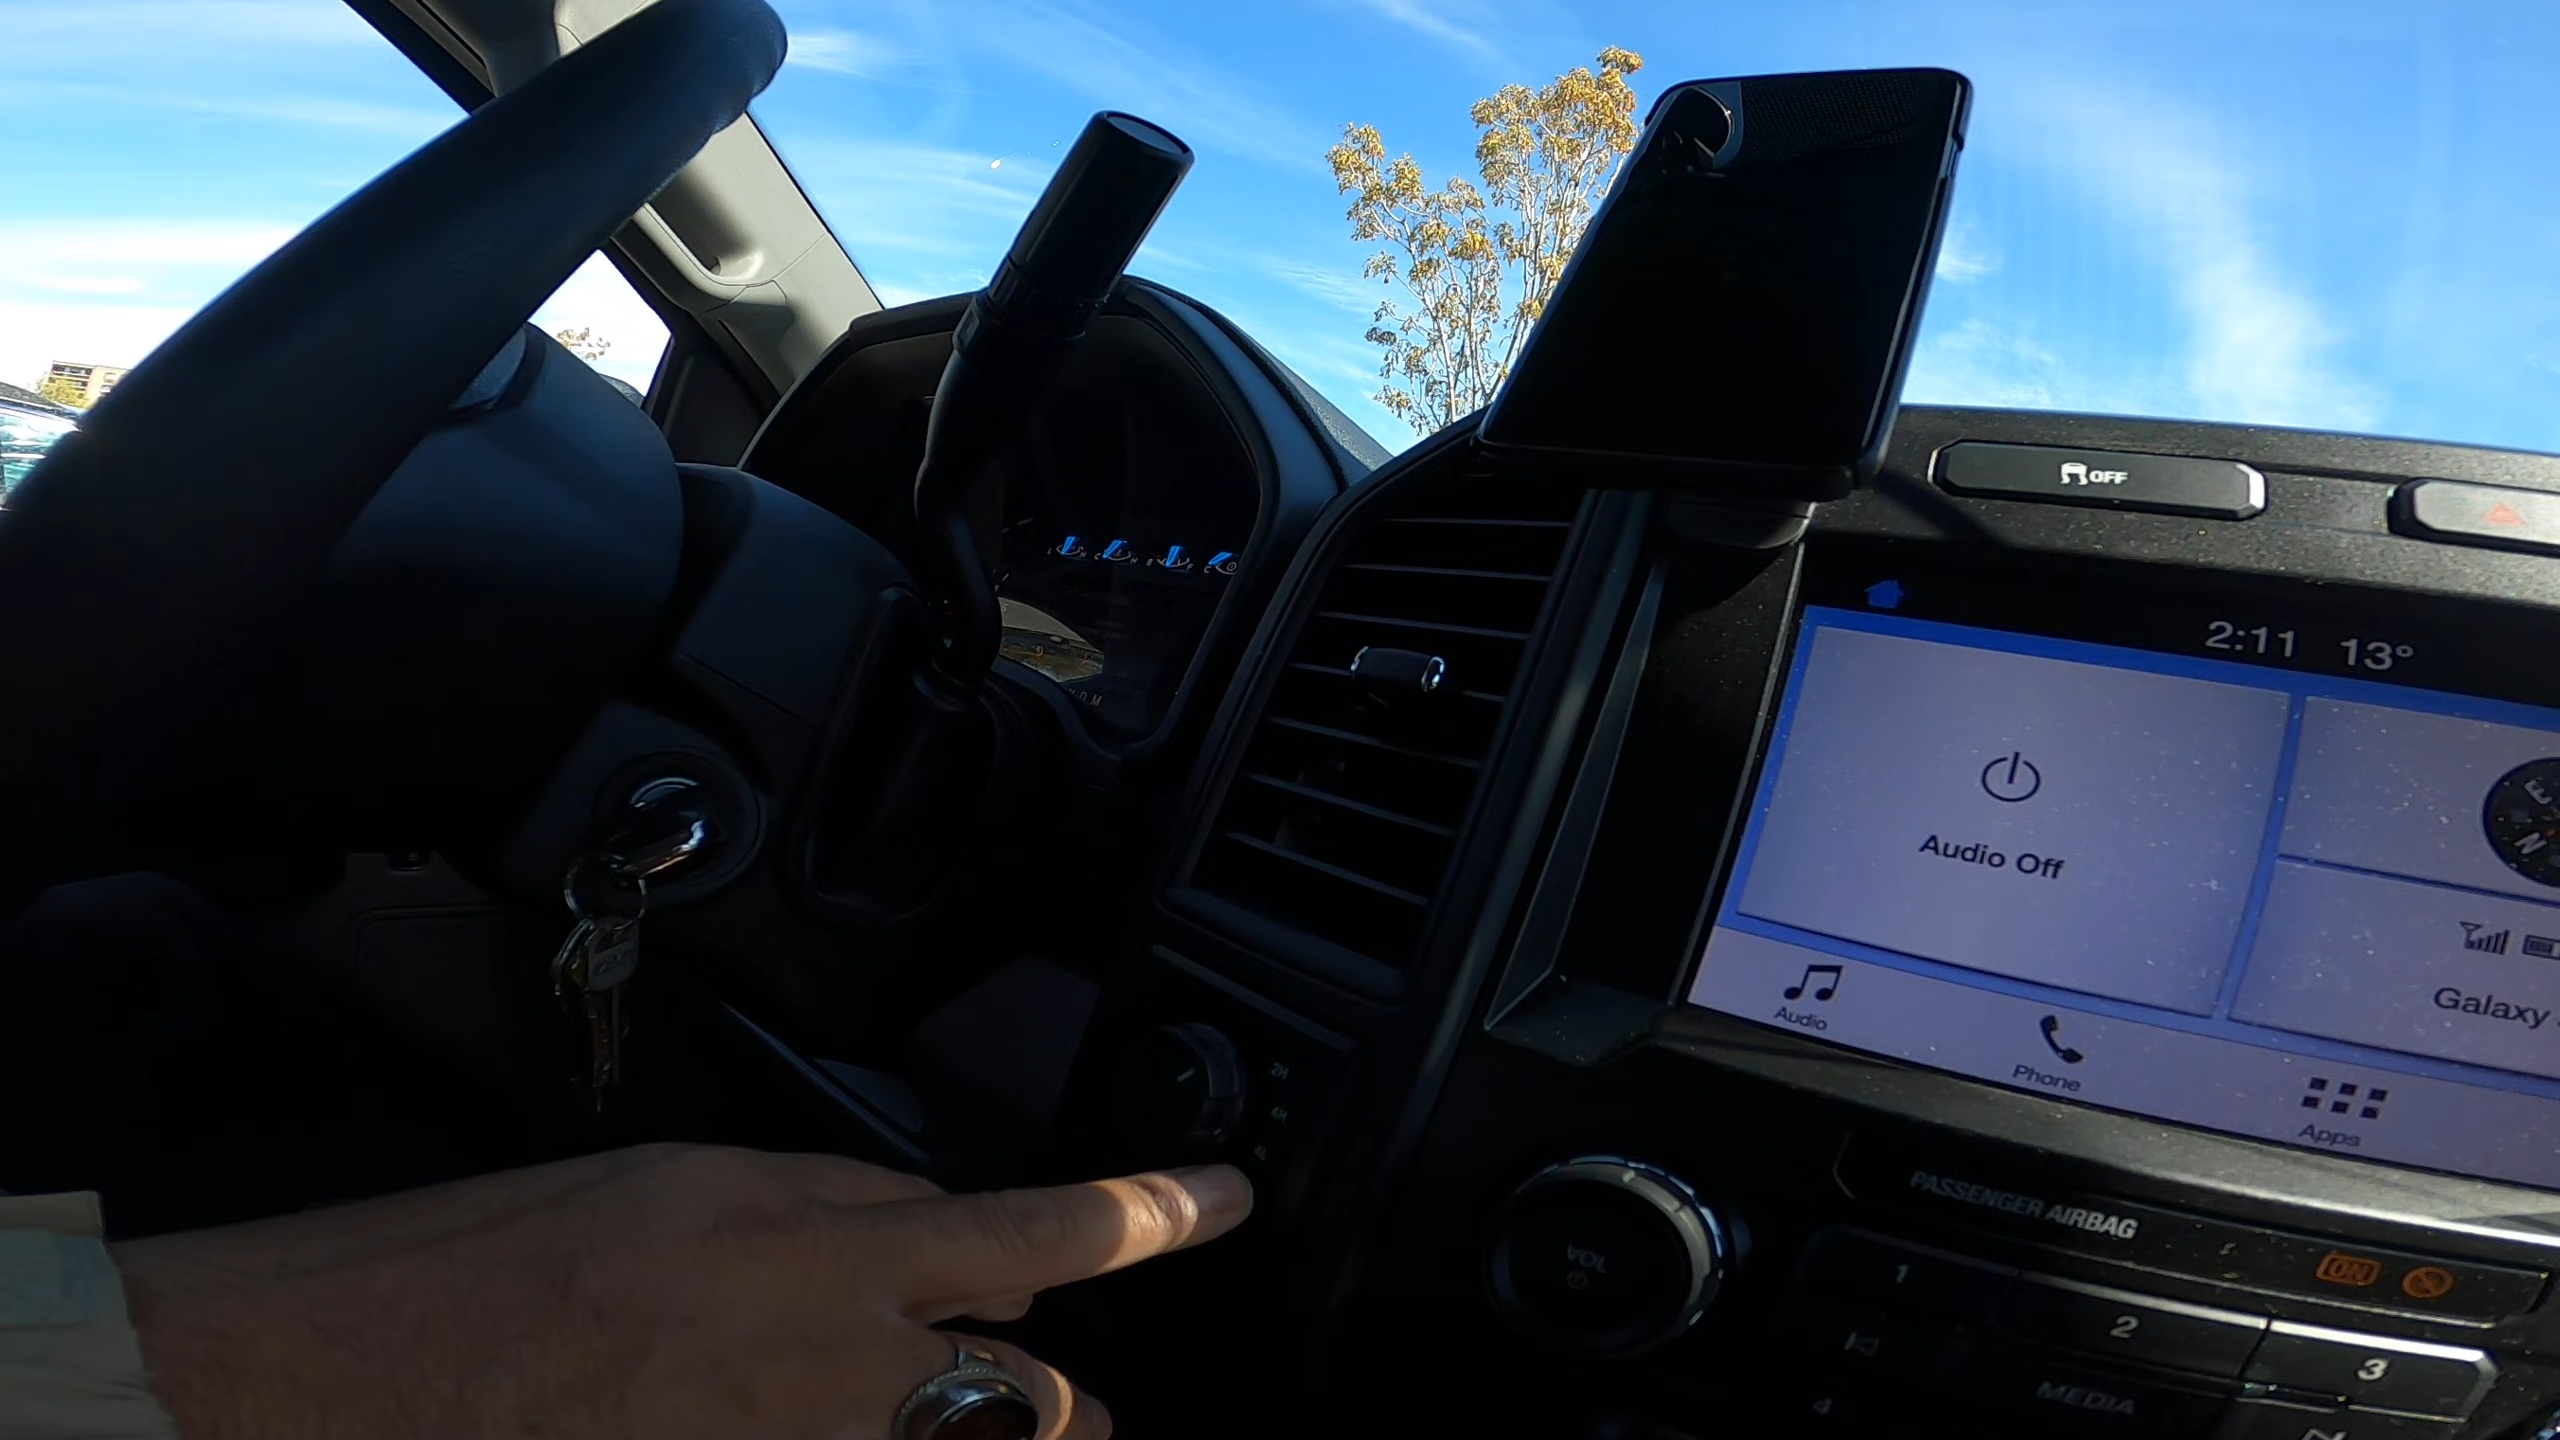 OFF
2:11 13°
Audio Off
Galaxy
Audio
Phone
Apps
2H
4H
4L
PASSENGER AIRBAG
ON
VOL
1
2
3
4
MEDIA
L H C H E F C
D M
E
N